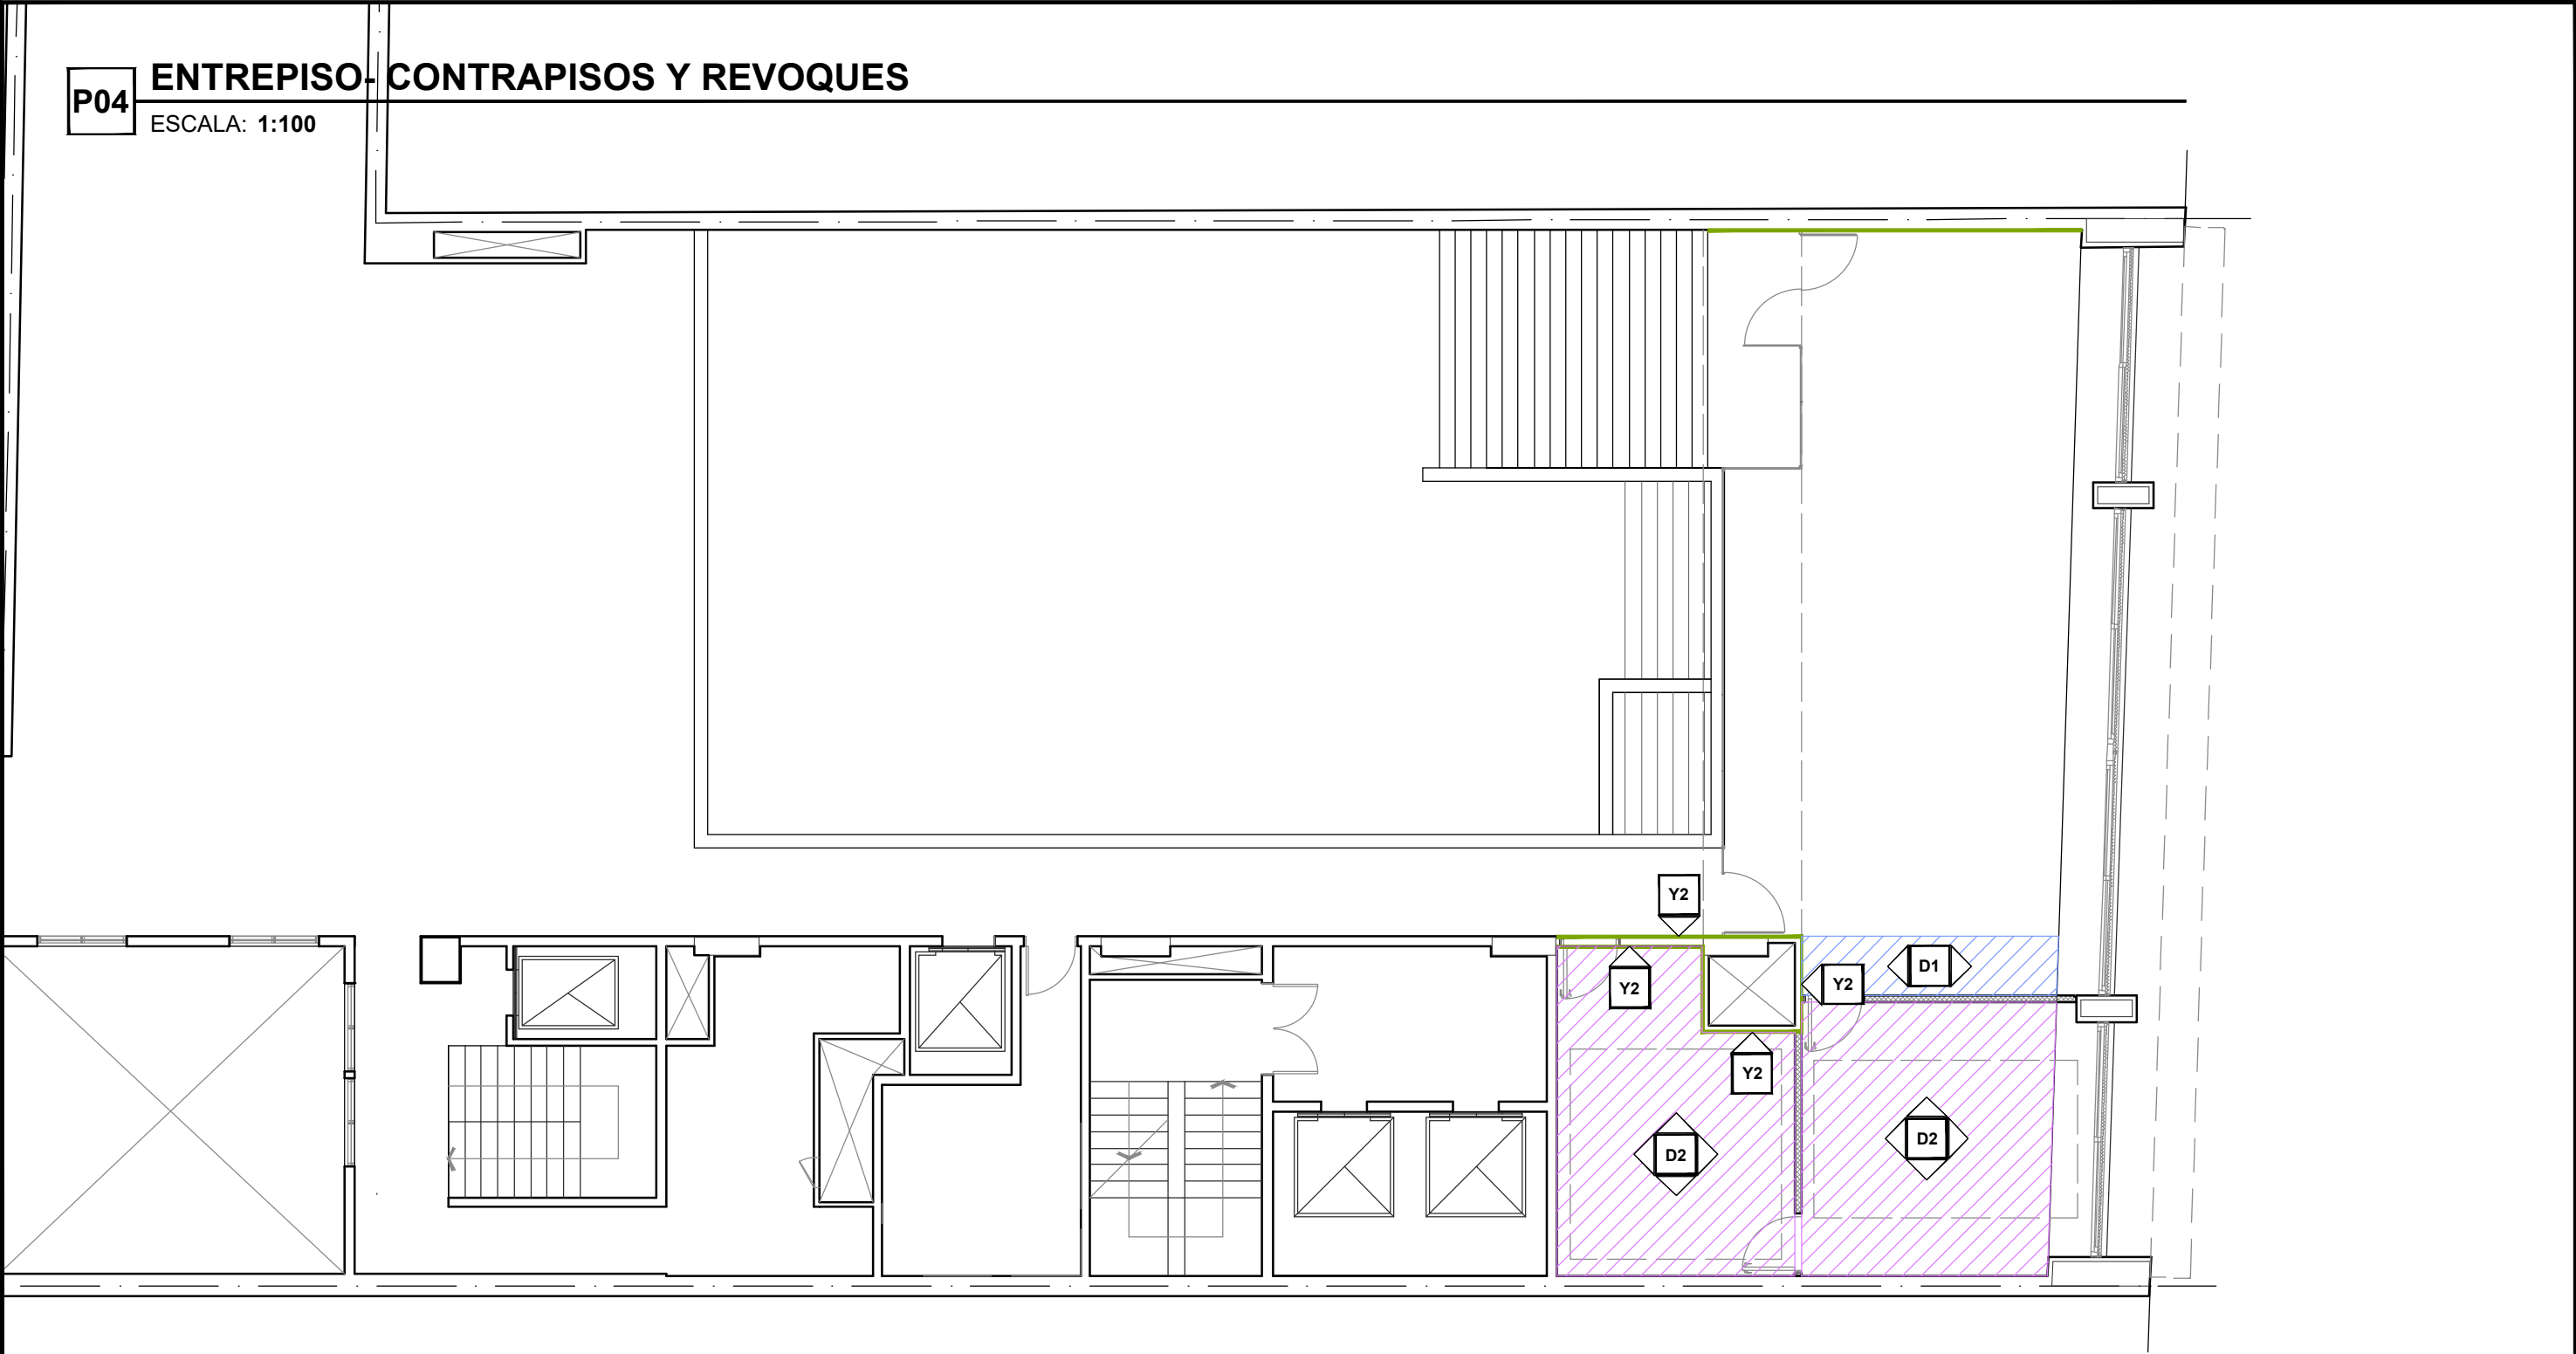 P04
ENTREPISO- CONTRAPISOS Y REVOQUES
ESCALA: 1:100
Y2
D1
Y2
Y2
Y2
D2
D2